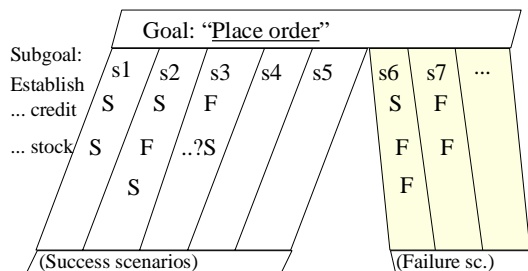 Goal: “Place order”
Subgoal:
s1 s2 s3 s4 s5 s6 s7 ...
Establish
... credit S S F S F
... stock S F ..?S F F
S F
(Success scenarios) (Failure sc.)